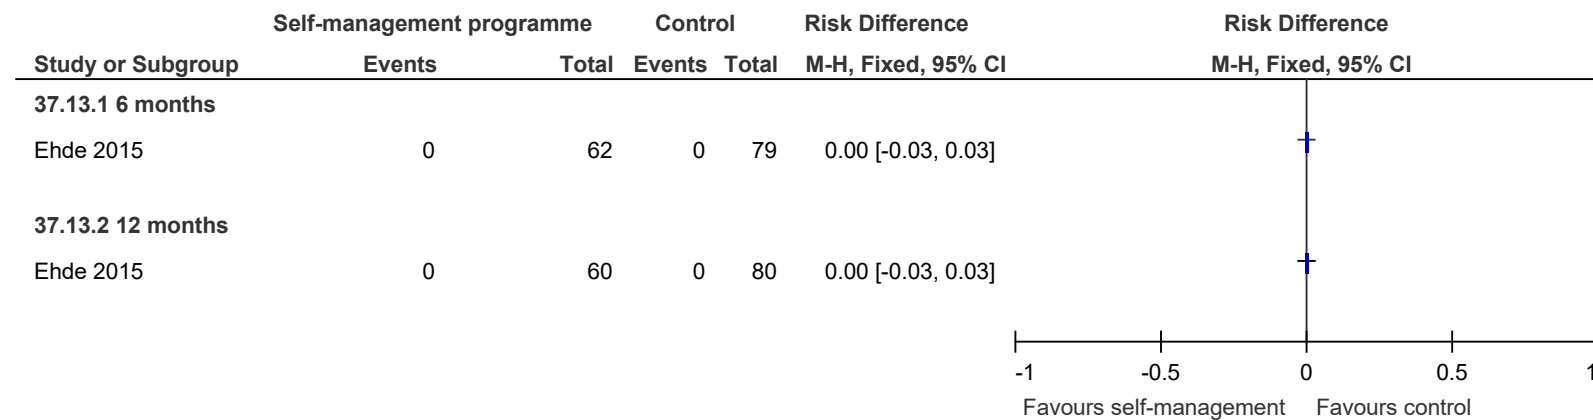 Self-management programme Control Risk Difference Risk Difference
Study or Subgroup Events Total Events Total M-H, Fixed, 95% CI M-H, Fixed, 95% CI
37.13.1 6 months
Ehde 2015 0 62 0 79 0.00 [-0.03, 0.03]
37.13.2 12 months
Ehde 2015 0 60 0 80 0.00 [-0.03, 0.03]
-1 -0.5 0 0.5 1
Favours self-management Favours control